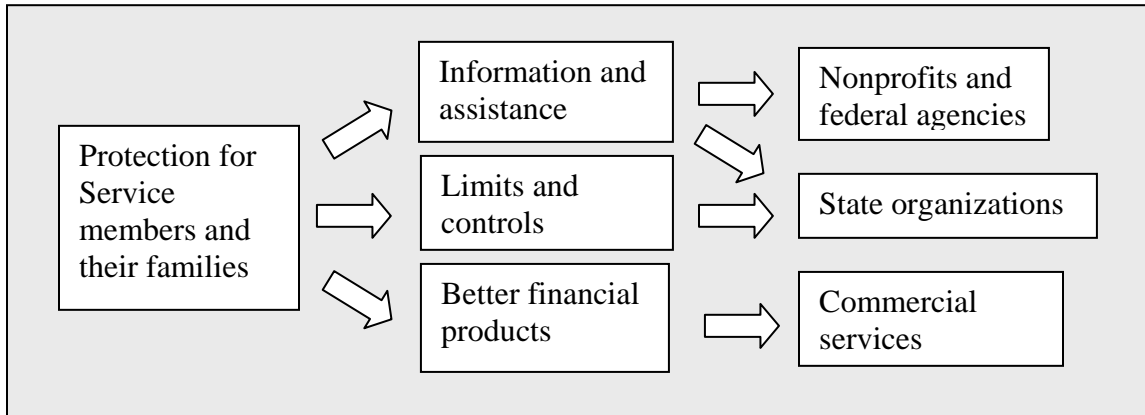 Protection for
Service
members and
their families
Information and
assistance
Limits and
controls
Better financial
products
Nonprofits and
federal agencies
State organizations
Commercial
services